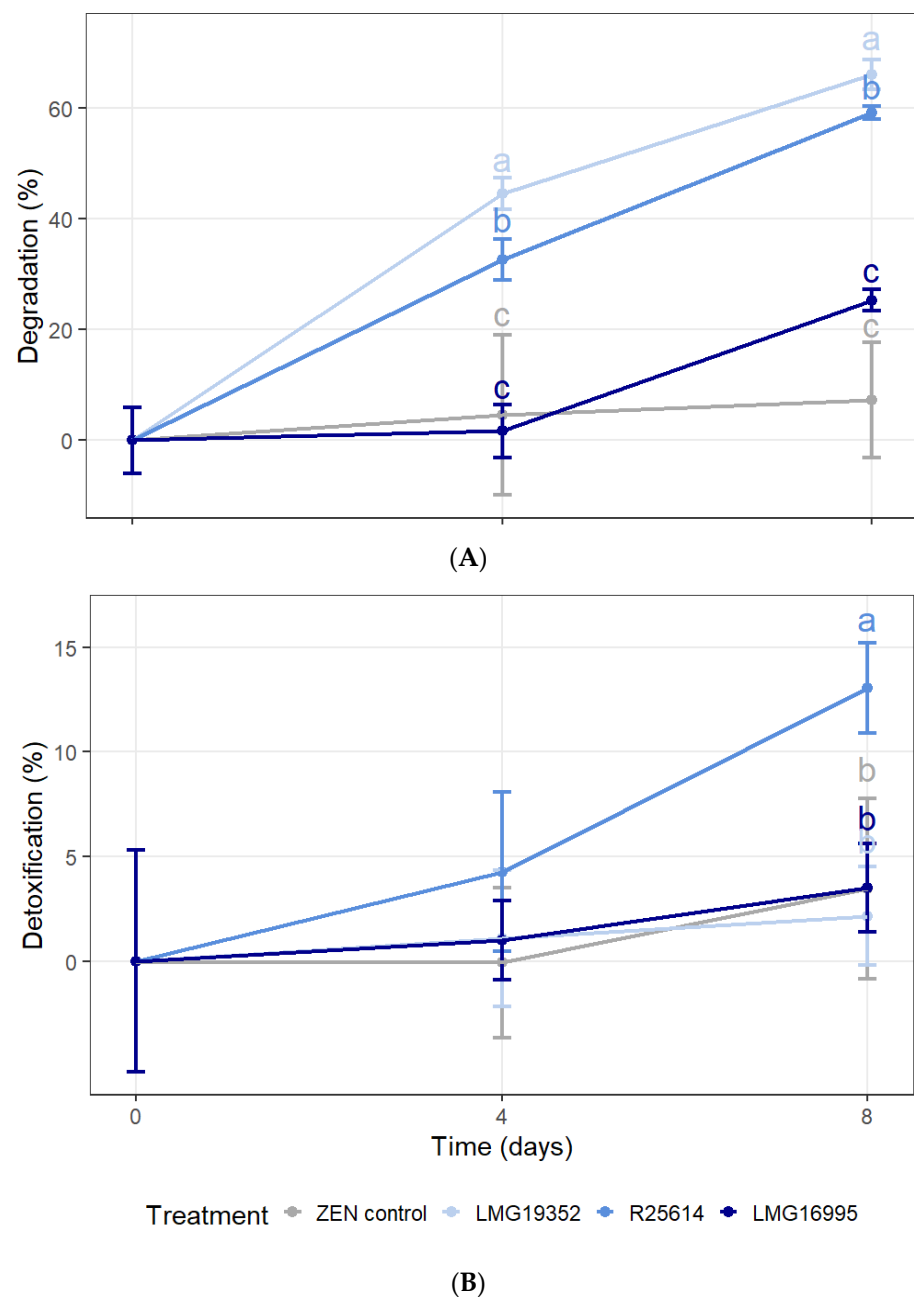 a
60
b
Degradation (%)
a
40
b
c
c
20
c
c
0
(A)
a
15
b
10
b
b
Detoxification (%)
5
0
0 4 8
Time (days)
Treatment ZEN control LMG19352 R25614 LMG16995
(B)